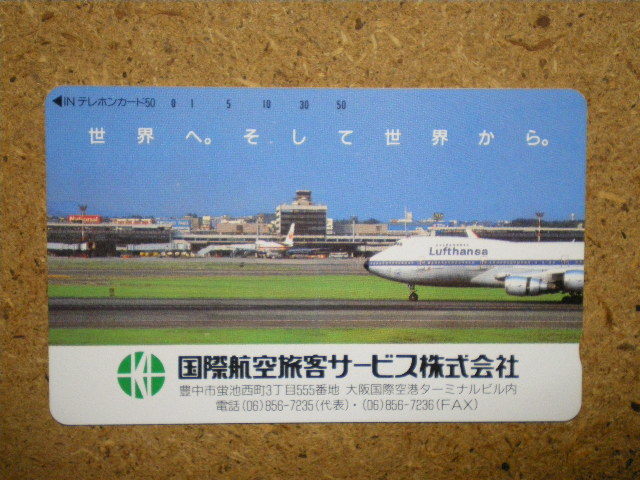 ◀IN テレホンカード50 0 1 5 10 30 50
世界へ。そして世界から。
National
Lufthansa
国際航空旅客サービス株式会社
豊中市蛍池西町3丁目555番地 大阪国際空港ターミナルビル内
電話(06)856-7235(代表)・(06)856-7236(FAX)